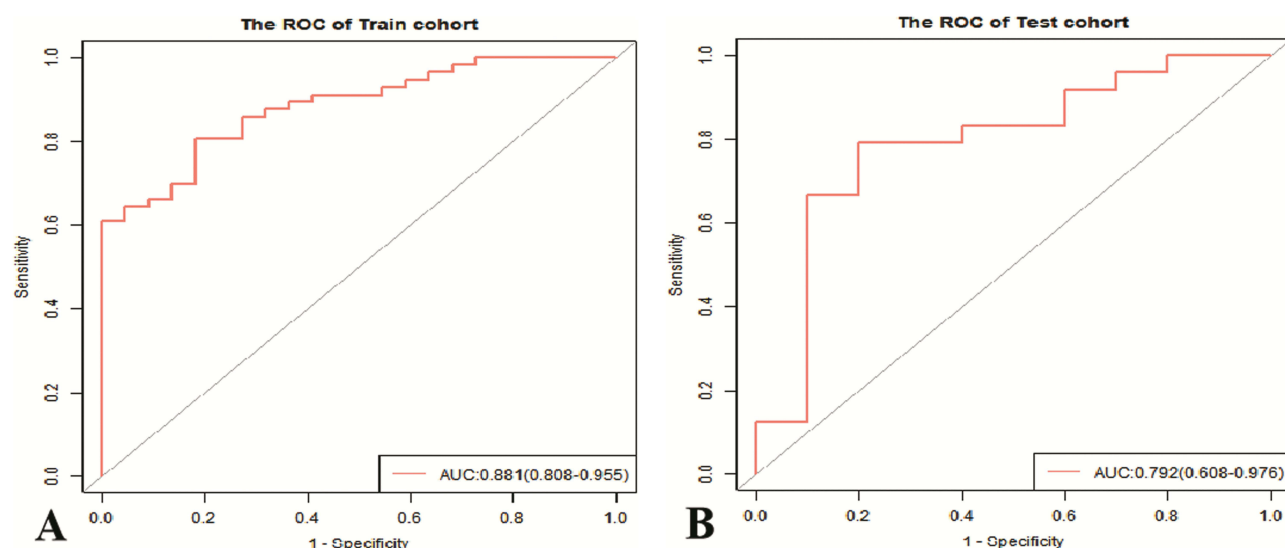 The ROC of Train cohort
Sensitivity
0.0 0.2 0.4 0.6 0.8 1.0
AUC:0.881(0.808-0.955)
0.0 0.2 0.4 0.6 0.8 1.0
1 - Specificity
A
The ROC of Test cohort
Sensitivity
0.0 0.2 0.4 0.6 0.8 1.0
AUC:0.792(0.608-0.976)
0.0 0.2 0.4 0.6 0.8 1.0
1 - Specificity
B